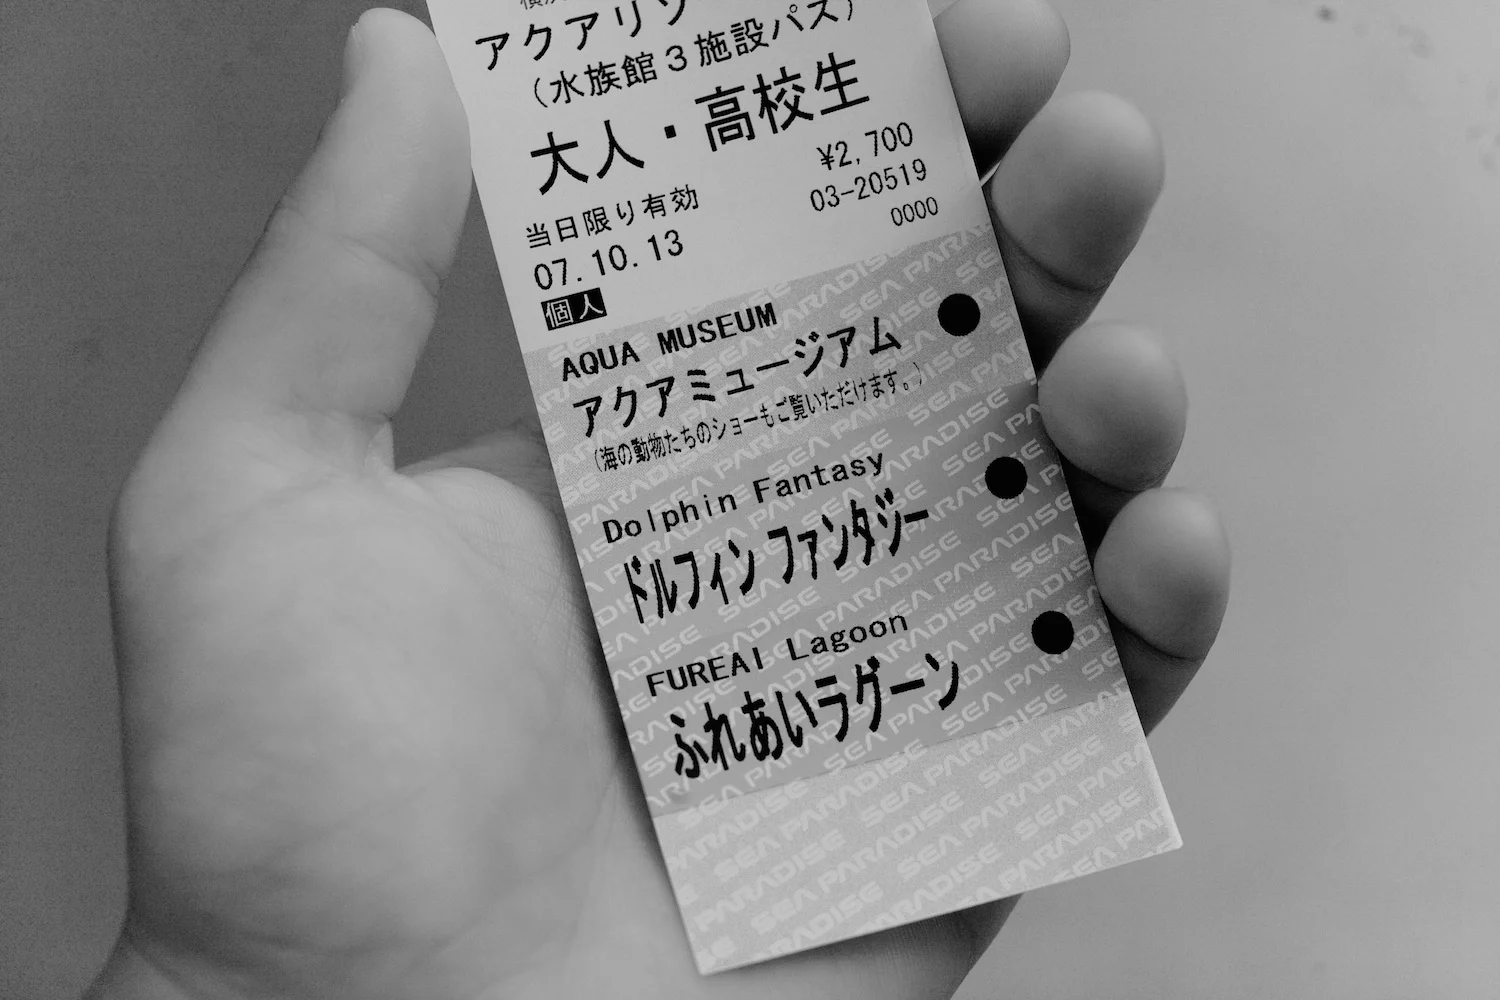 アクアリゾ
（水族館３施設パス）
大人・高校生
¥2,700
当日限り有効
03-20519
07.10.13
0000
個人
AQUA MUSEUM
アクアミュージアム
（海の動物たちのショーもご覧いただけます。）
Dolphin Fantasy
ドルフィンファンタジー
FUREAI Lagoon
ふれあいラグーン
SEA PARADISE